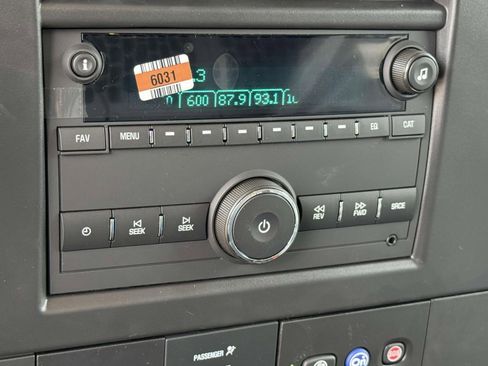 6031
.3
600 87.9 93.1
FAV MENU EQ CAT
SEEK SEEK REV FWD SRCE
PASSENGER